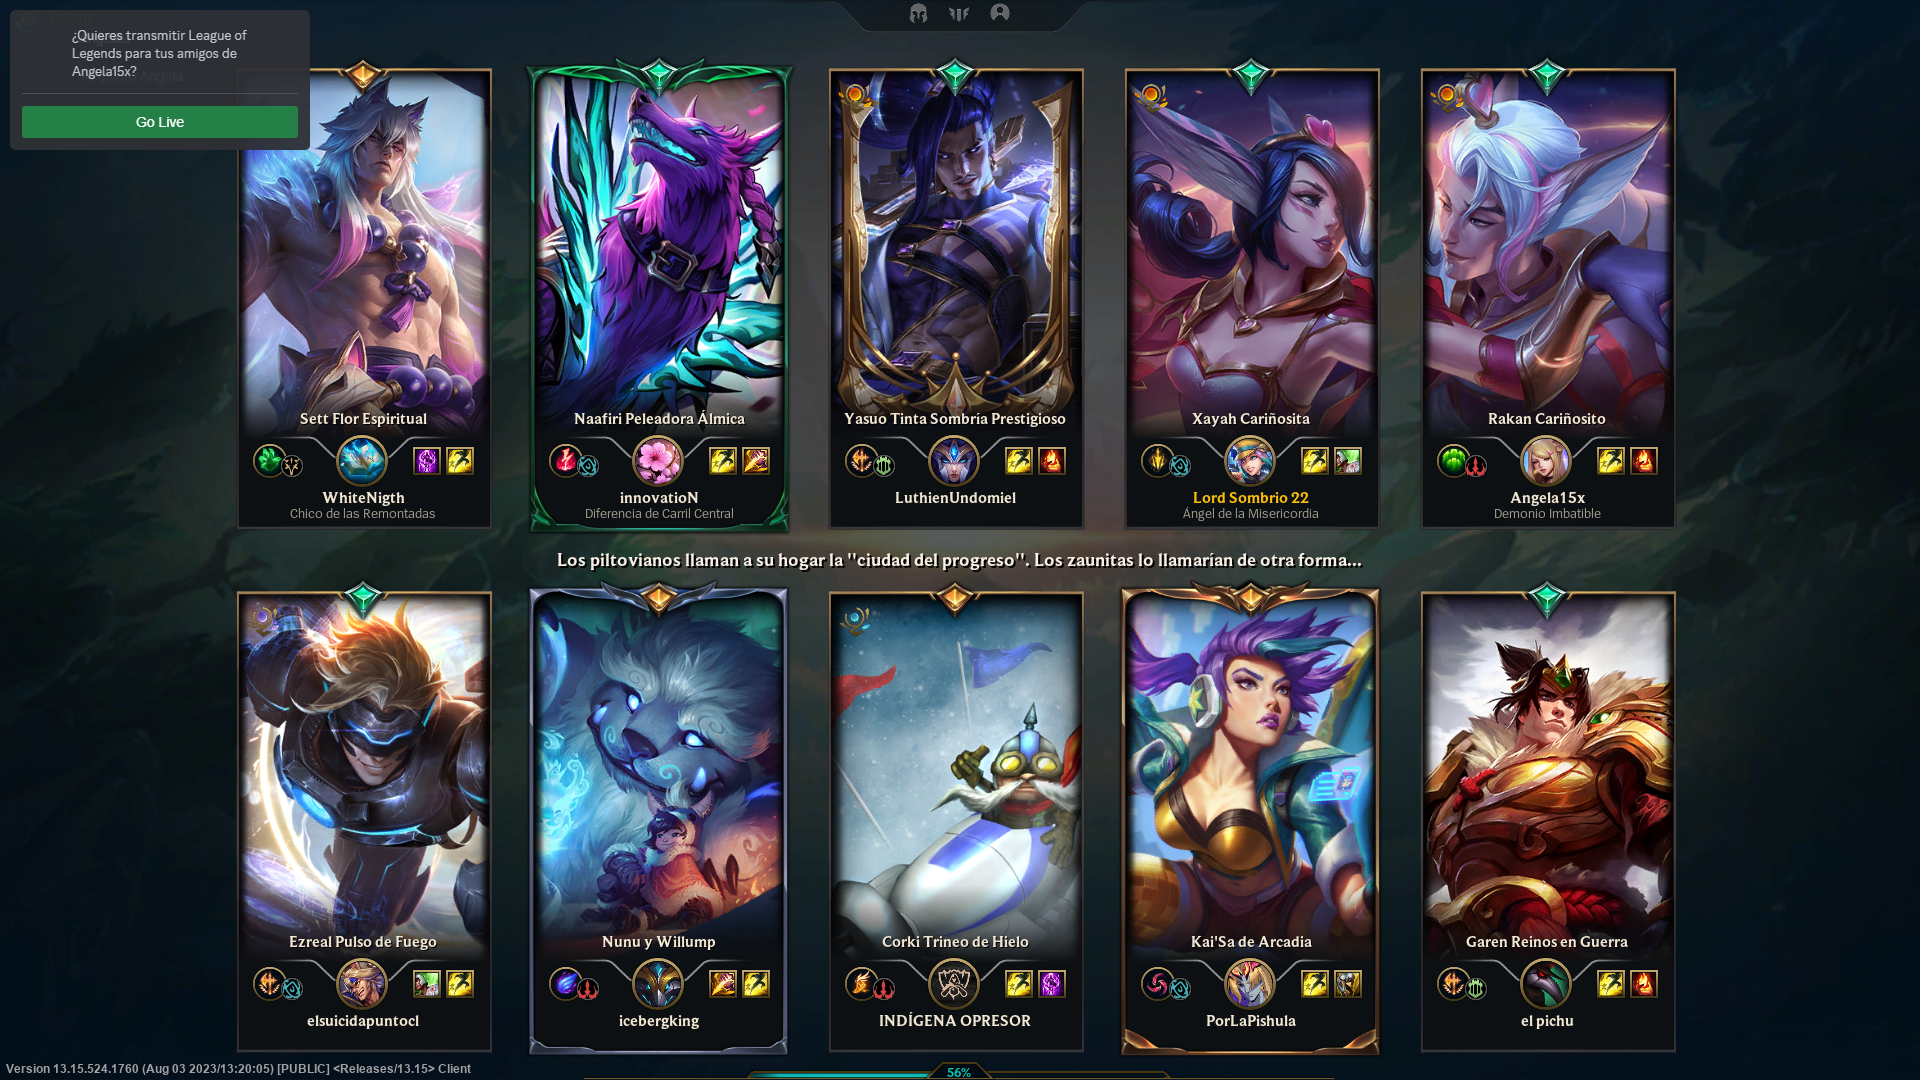 ¿Quieres transmitir League of
Legends para tus amigos de
Angela15x?
Go Live
Sett Flor Espiritual
WhiteNigth
Chico de las Remontadas
Naafiri Peleadora Álmica
innovatioN
Diferencia de Carril Central
Yasuo Tinta Sombría Prestigioso
LuthienUndomiel
Xayah Cariñosita
Lord Sombrio 22
Ángel de la Misericordia
Rakan Cariñosito
Angela15x
Demonio Imbatible
Los piltovianos llaman a su hogar la "ciudad del progreso". Los zaunitas lo llamarían de otra forma...
Ezreal Pulso de Fuego
elsuicidapuntocl
Nunu y Willump
icebergking
Corki Trineo de Hielo
INDÍGENA OPRESOR
Kai'Sa de Arcadia
PorLaPishula
Garen Reinos en Guerra
el pichu
Version 13.15.524.1760 (Aug 03 2023/13:20:05) [PUBLIC] <Releases/13.15> Client
56%